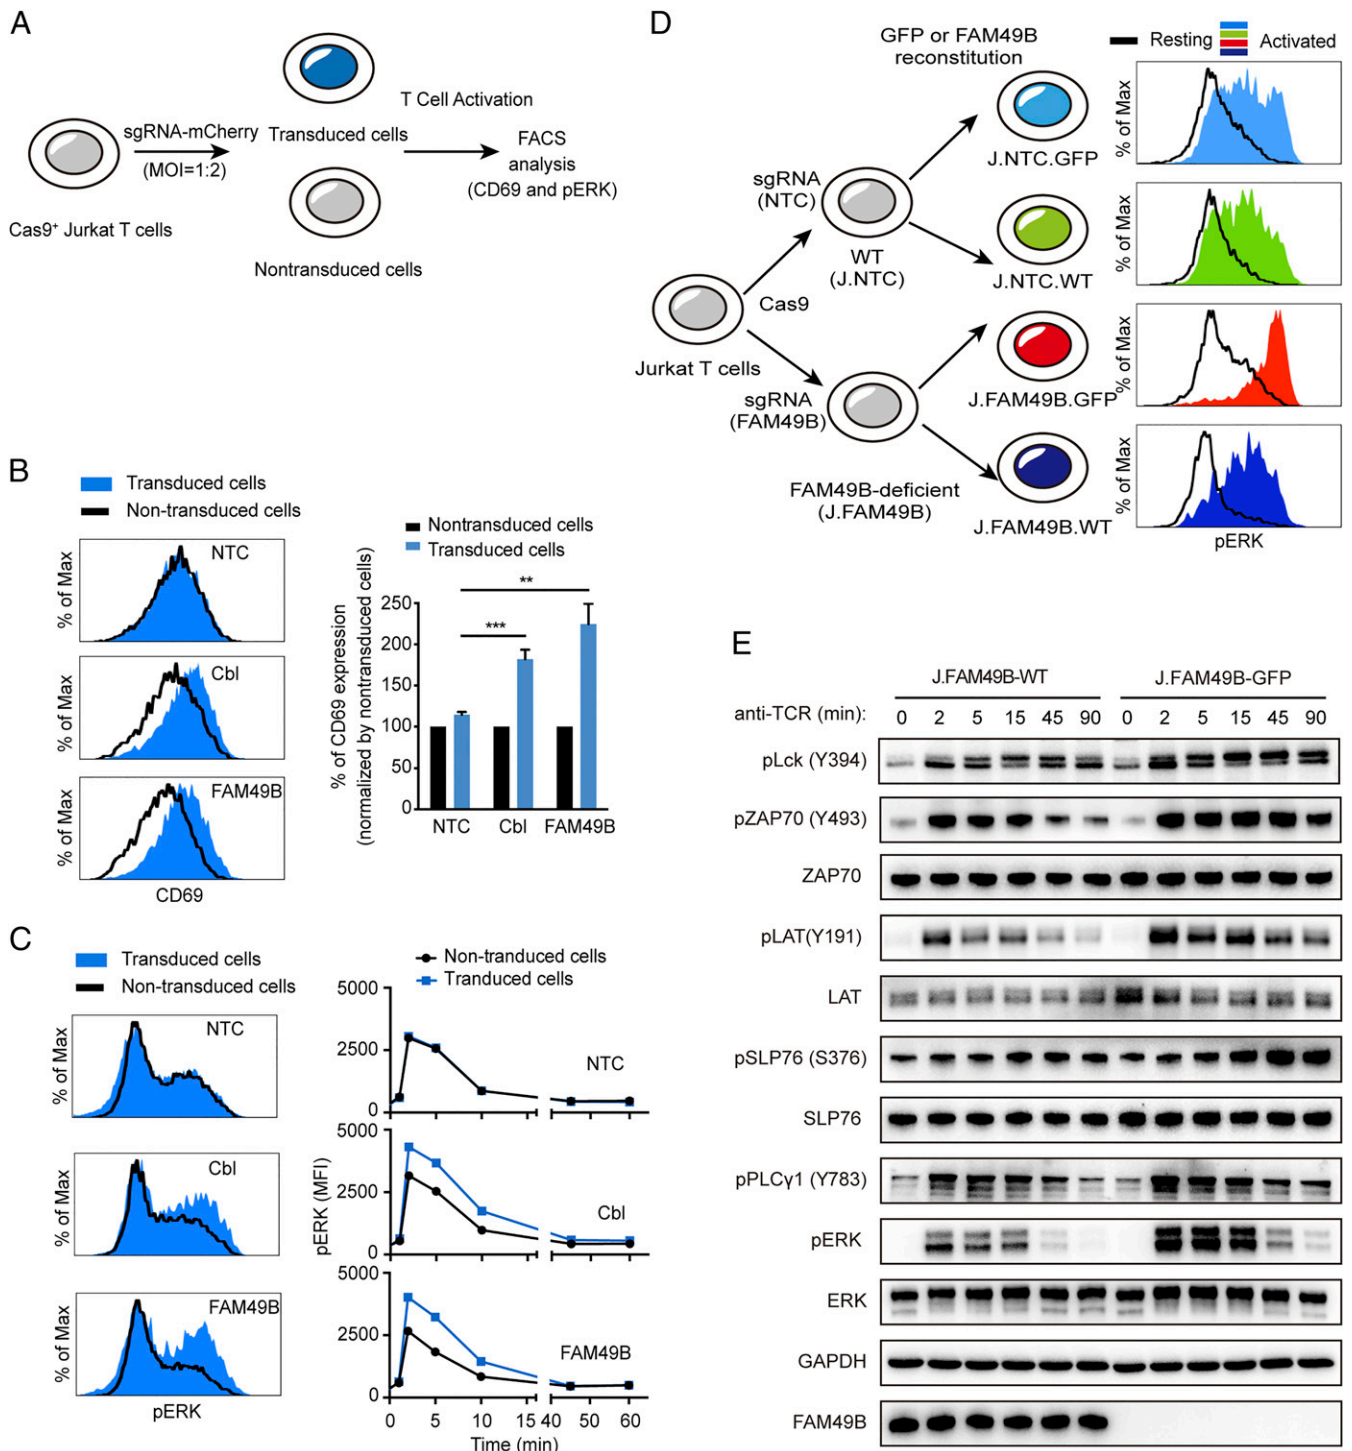 A
sgRNA-mCherry
(MOI=1:2)
Cas9⁺ Jurkat T cells
Transduced cells
Nontransduced cells
T Cell Activation
FACS
analysis
(CD69 and pERK)
B
Transduced cells
Non-transduced cells
% of Max
NTC
% of Max
Cbl
% of Max
FAM49B
CD69
Nontransduced cells
Transduced cells
% of CD69 expression
(normalized by nontransduced cells)
250
200
150
100
50
0
**
***
NTC Cbl FAM49B
C
Transduced cells
Non-transduced cells
% of Max
NTC
% of Max
Cbl
% of Max
FAM49B
pERK
Non-tranduced cells
Tranduced cells
pERK (MFI)
5000
2500
0
NTC
5000
2500
0
Cbl
5000
2500
0
FAM49B
0 5 10 15 40 50 60
Time (min)
D
GFP or FAM49B
reconstitution
Resting
Activated
Jurkat T cells
Cas9
sgRNA
(NTC)
WT
(J.NTC)
sgRNA
(FAM49B)
FAM49B-deficient
(J.FAM49B)
J.NTC.GFP
J.NTC.WT
J.FAM49B.GFP
J.FAM49B.WT
% of Max
% of Max
% of Max
% of Max
pERK
E
J.FAM49B-WT J.FAM49B-GFP
anti-TCR (min): 0 2 5 15 45 90 0 2 5 15 45 90
pLck (Y394)
pZAP70 (Y493)
ZAP70
pLAT(Y191)
LAT
pSLP76 (S376)
SLP76
pPLCγ1 (Y783)
pERK
ERK
GAPDH
FAM49B